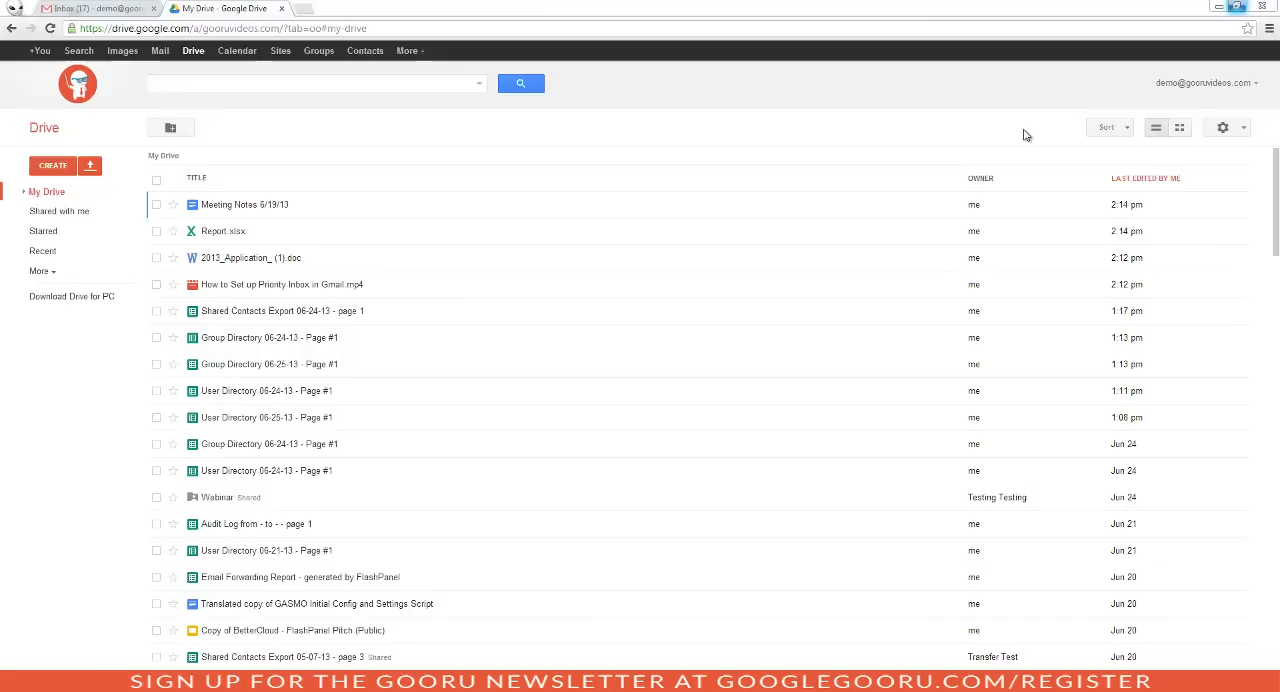 Inbox (17) - demo@goor
My Drive - Google Drive
https://drive.google.com/a/gooruvideos.com/?tab=oo#my-drive
+You Search Images Mail Drive Calendar Sites Groups Contacts More
demo@gooruvideos.com
Drive
Sort
CREATE
My Drive
Shared with me
Starred
Recent
More
Download Drive for PC
My Drive
TITLE OWNER LAST EDITED BY ME
Meeting Notes 6/19/13 me 2:14 pm
Report.xlsx me 2:14 pm
2013_Application_ (1).doc me 2:12 pm
How to Set up Priority Inbox in Gmail.mp4 me 2:12 pm
Shared Contacts Export 06-24-13 - page 1 me 1:17 pm
Group Directory 06-24-13 - Page #1 me 1:13 pm
Group Directory 06-25-13 - Page #1 me 1:13 pm
User Directory 06-24-13 - Page #1 me 1:11 pm
User Directory 06-25-13 - Page #1 me 1:08 pm
Group Directory 06-24-13 - Page #1 me Jun 24
User Directory 06-24-13 - Page #1 me Jun 24
Webinar Shared Testing Testing Jun 24
Audit Log from - to - - page 1 me Jun 21
User Directory 06-21-13 - Page #1 me Jun 21
Email Forwarding Report - generated by FlashPanel me Jun 20
Translated copy of GASMO Initial Config and Settings Script me Jun 20
Copy of BetterCloud - FlashPanel Pitch (Public) me Jun 20
Shared Contacts Export 05-07-13 - page 3 Shared Transfer Test Jun 20
SIGN UP FOR THE GOORU NEWSLETTER AT GOOGLEGOORU.COM/REGISTER